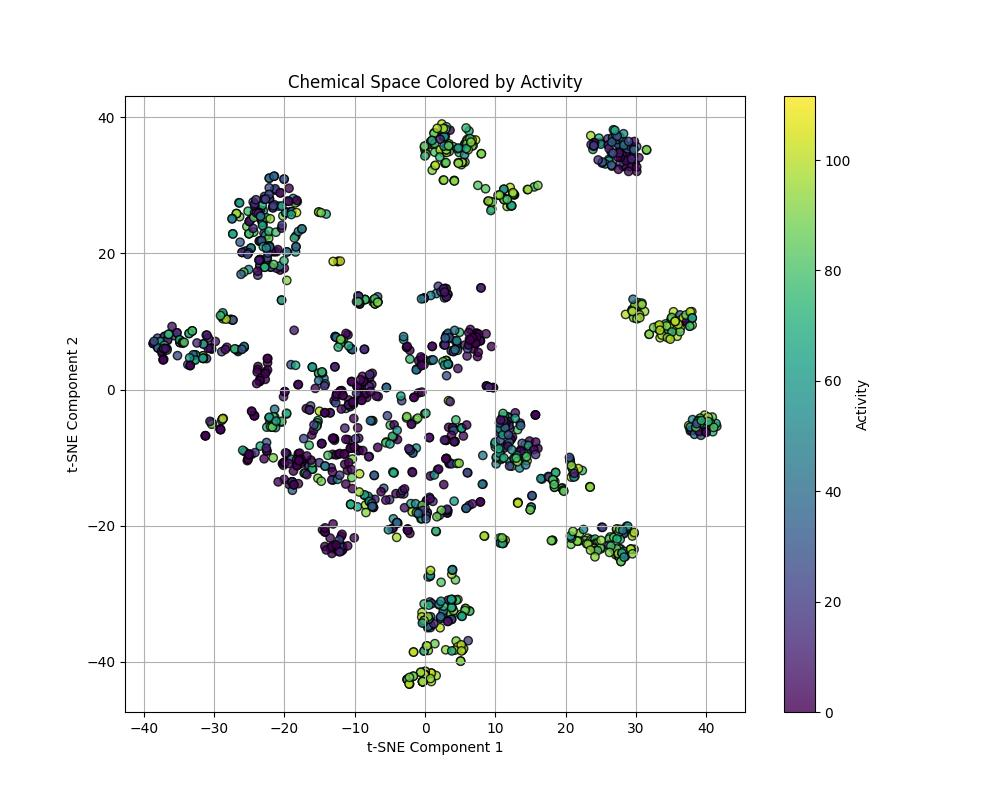 Chemical Space Colored by Activity
40
20
0
−20
−40
t-SNE Component 2
−40 −30 −20 −10 0 10 20 30 40
t-SNE Component 1
100
80
60
40
20
0
Activity